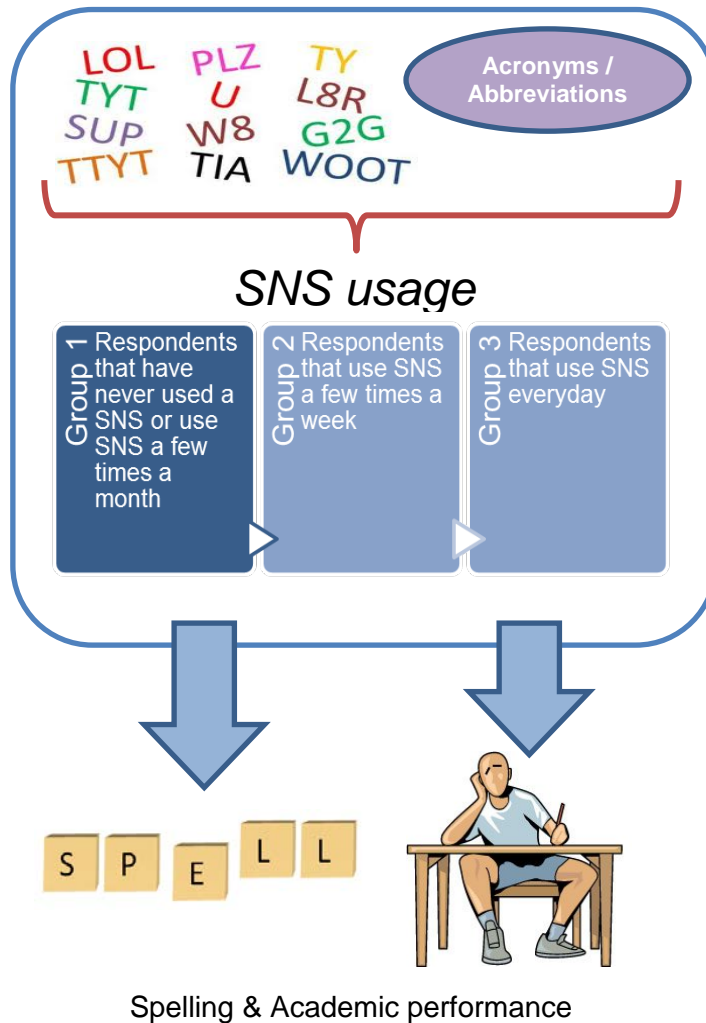 LOL PLZ TY
TYT U L8R
SUP W8 G2G
TTYT TIA WOOT
Acronyms /
Abbreviations
SNS usage
Group 1
Respondents
that have
never used a
SNS or use
SNS a few
times a
month
Group 2
Respondents
that use SNS
a few times a
week
Group 3
Respondents
that use SNS
everyday
S P E L L
Spelling & Academic performance